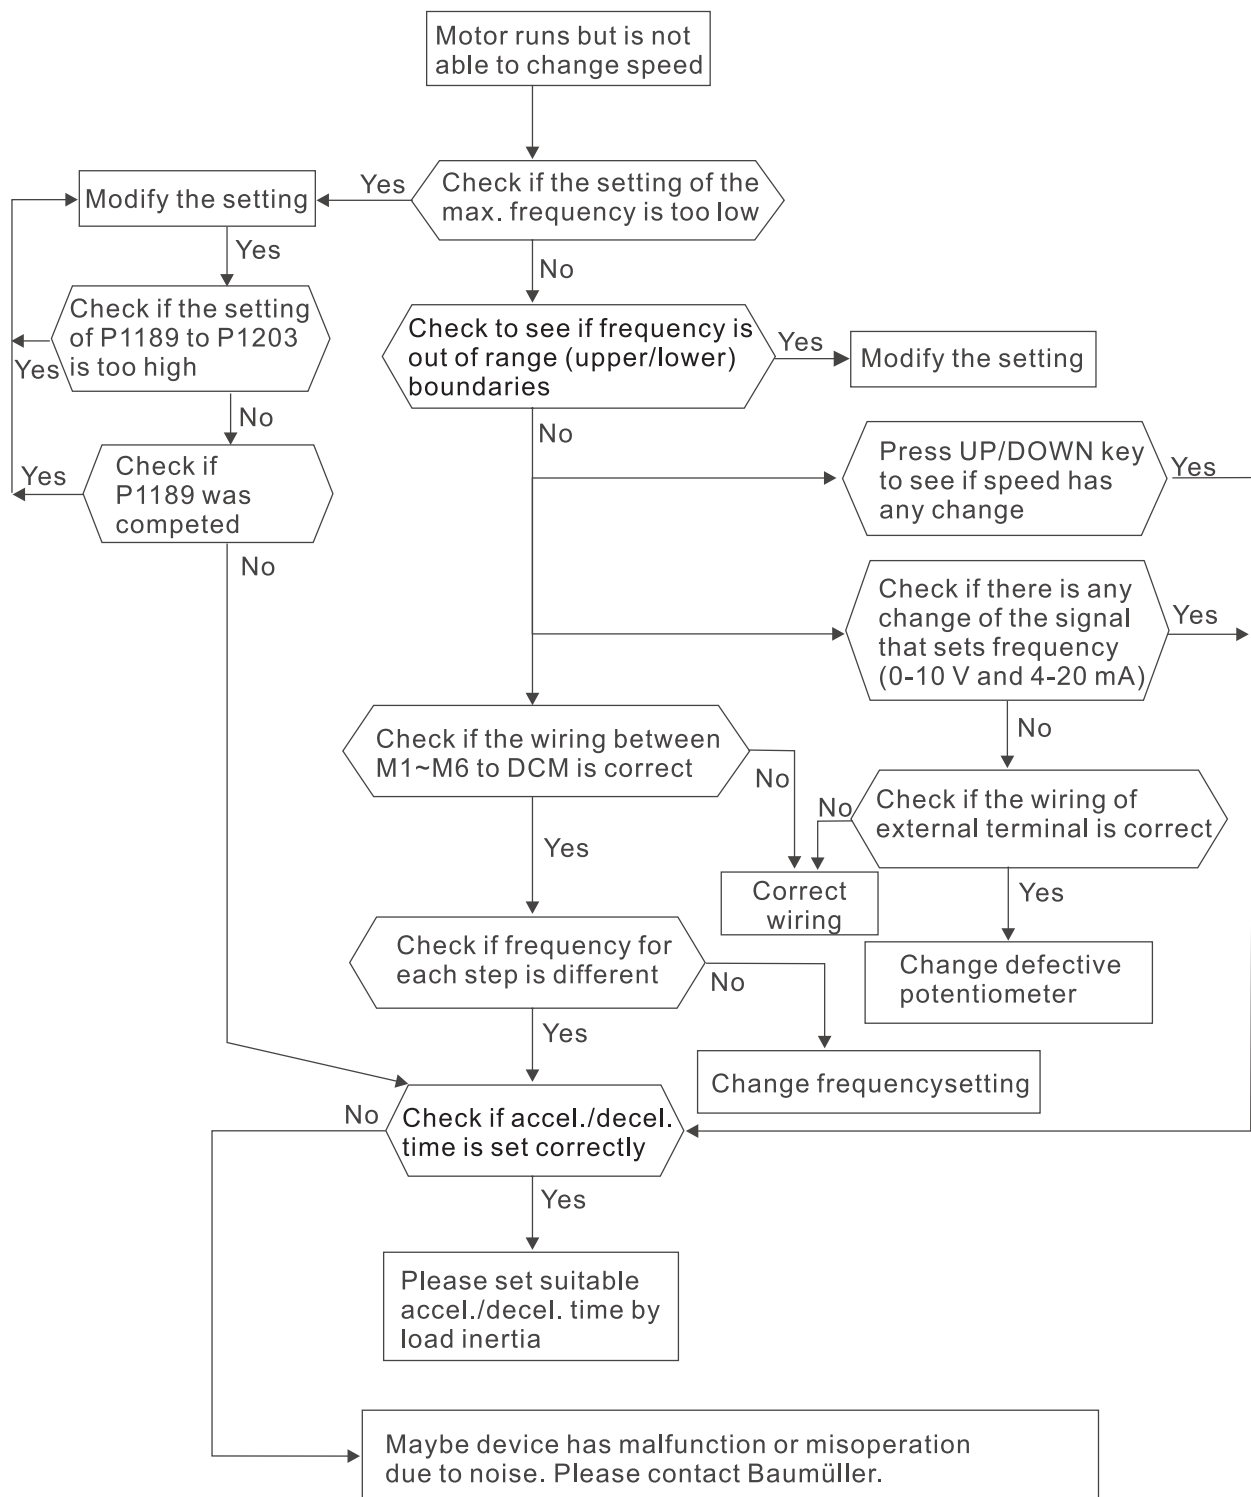 Motor runs but is not
able to change speed
Check if the setting of the
max. frequency is too low
Yes
Modify the setting
Yes
No
Check if the setting
of P1189 to P1203
is too high
Yes
No
Check if
P1189 was
competed
Yes
No
Check to see if frequency is
out of range (upper/lower)
boundaries
Yes
Modify the setting
No
Press UP/DOWN key
to see if speed has
any change
Yes
Check if there is any
change of the signal
that sets frequency
(0-10 V and 4-20 mA)
Yes
No
Check if the wiring between
M1~M6 to DCM is correct
No
Yes
Check if the wiring of
external terminal is correct
No
Yes
Correct
wiring
Change defective
potentiometer
Check if frequency for
each step is different
No
Yes
Change frequencysetting
Check if accel./decel.
time is set correctly
No
Yes
Please set suitable
accel./decel. time by
load inertia
Maybe device has malfunction or misoperation
due to noise. Please contact Baumüller.